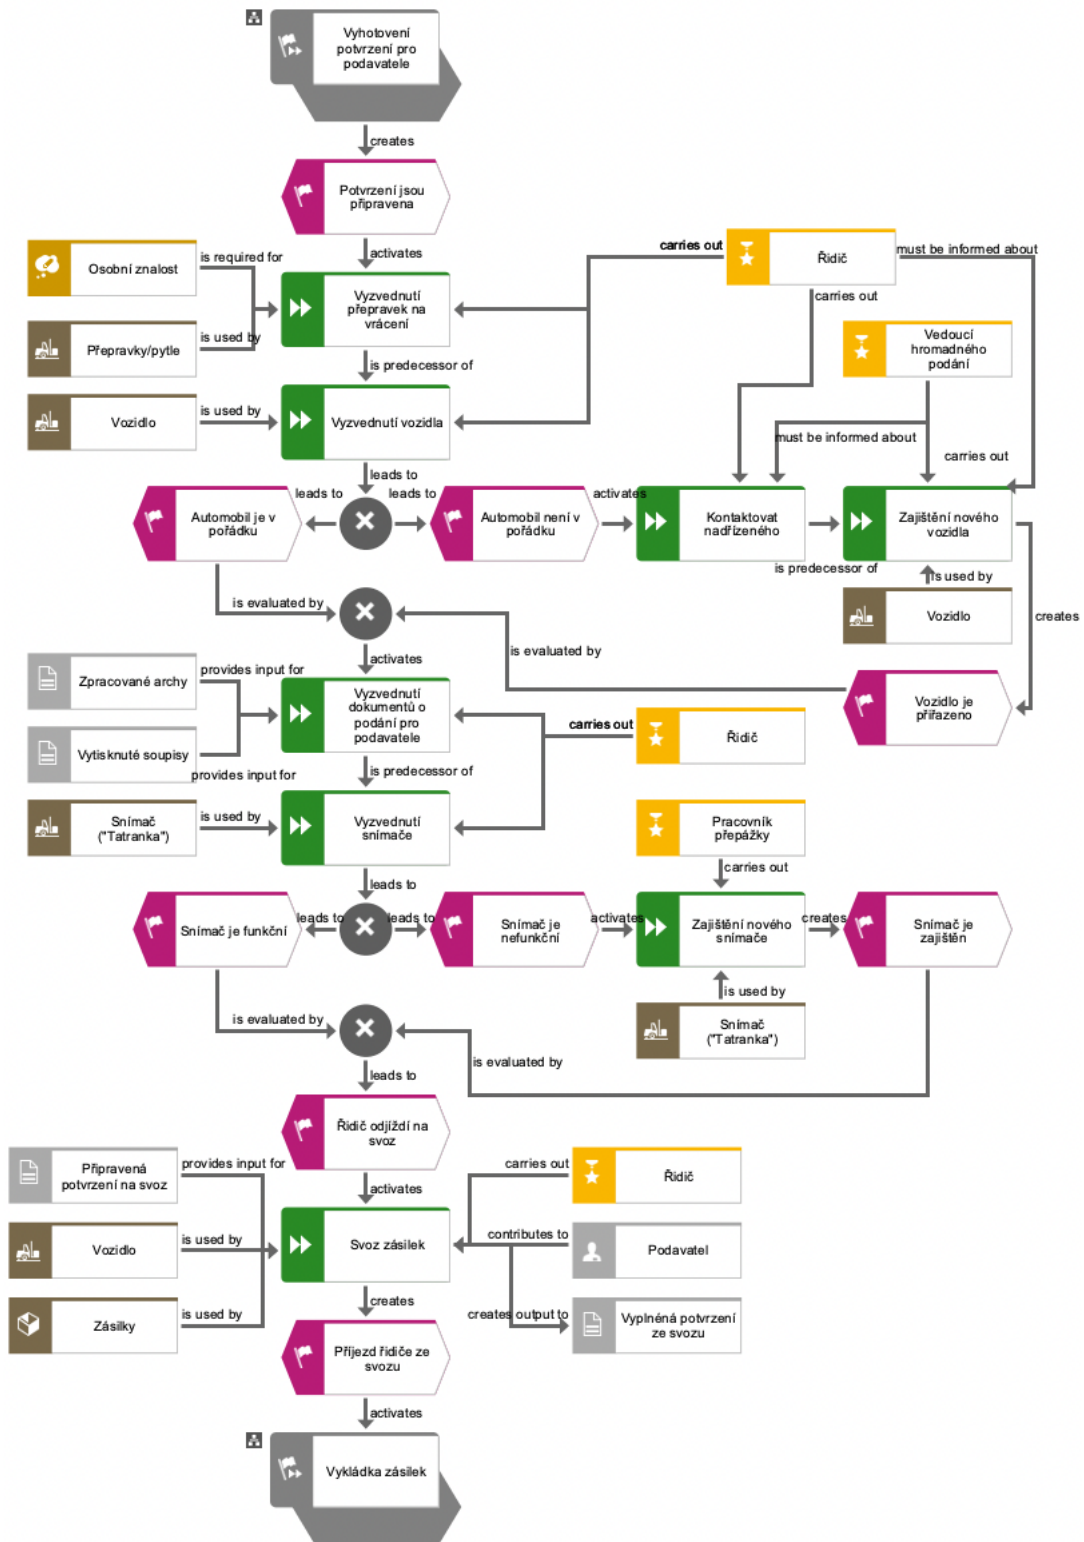 Vyhotovení
potvrzení pro
podavatele
creates
Potvrzení jsou
připravena
activates
Osobní znalost
is required for
Vyzvednutí
přepravek na
vrácení
carries out
Řidič
must be informed about
carries out
Přepravky/pytle
is used by
is predecessor of
Vedoucí
hromadného
podání
Vozidlo
is used by
Vyzvednutí vozidla
must be informed about
carries out
leads to
Automobil je v
pořádku
leads to
leads to
Automobil není v
pořádku
activates
Kontaktovat
nadřízeného
is predecessor of
Zajištění nového
vozidla
is used by
Vozidlo
creates
is evaluated by
activates
is evaluated by
Vozidlo je
přiřazeno
Zpracované archy
provides input for
Vyzvednutí
dokumentů o
podání pro
podavatele
carries out
Řidič
Vytisknuté soupisy
provides input for
is predecessor of
Snímač
("Tatranka")
is used by
Vyzvednutí
snímače
Pracovník
přepážky
carries out
leads to
Snímač je funkční
leads to
leads to
Snímač je
nefunkční
activates
Zajištění nového
snímače
creates
Snímač je
zajištěn
is used by
Snímač
("Tatranka")
is evaluated by
is evaluated by
leads to
Řidič odjíždí na
svoz
activates
Připravená
potvrzení na svoz
provides input for
carries out
Řidič
Vozidlo
is used by
Svoz zásilek
contributes to
Podavatel
Zásilky
is used by
creates
creates output to
Vyplněná potvrzení
ze svozu
Příjezd řidiče ze
svozu
activates
Vykládka zásilek